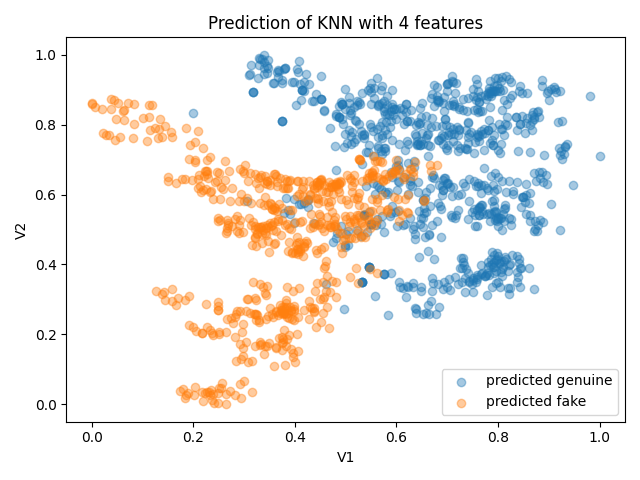 Prediction of KNN with 4 features
V2
1.0
0.8
0.6
0.4
0.2
0.0
predicted genuine
predicted fake
0.0 0.2 0.4 0.6 0.8 1.0
V1